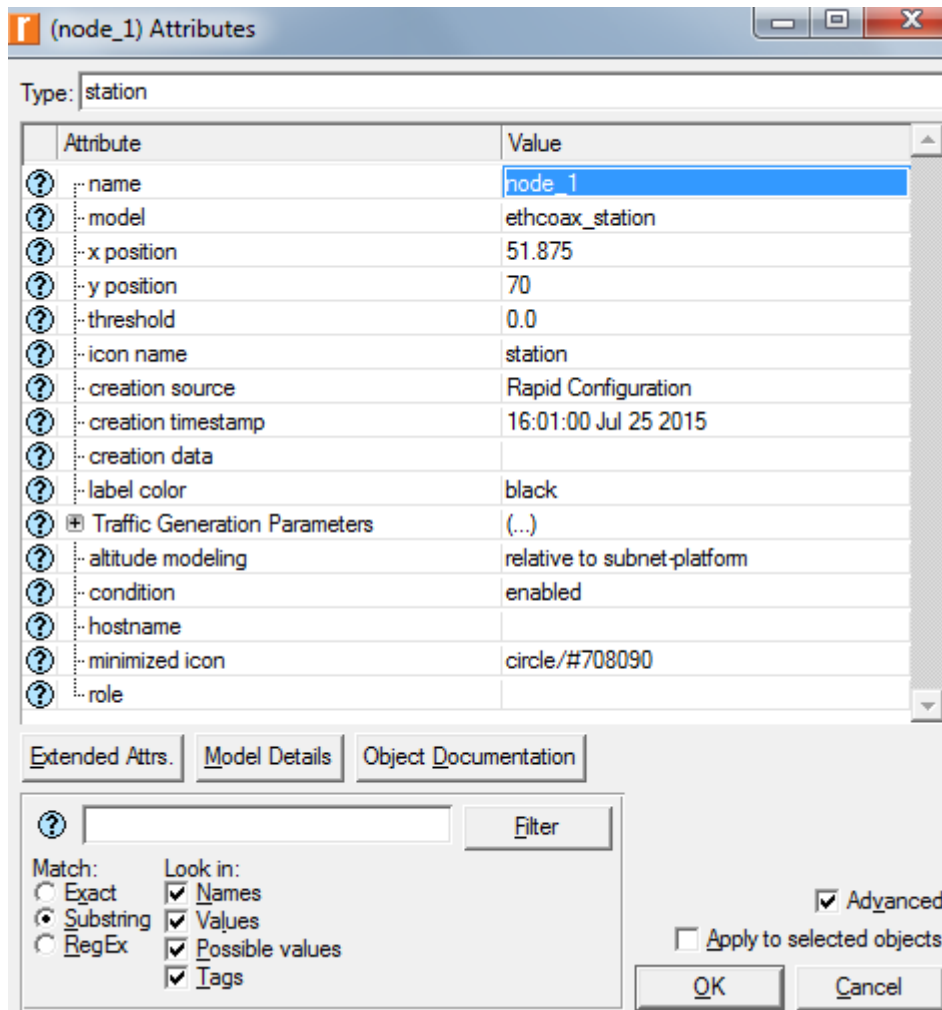 (node_1) Attributes
Type: station
Attribute Value
name node_1
model ethcoax_station
x position 51.875
y position 70
threshold 0.0
icon name station
creation source Rapid Configuration
creation timestamp 16:01:00 Jul 25 2015
creation data
label color black
Traffic Generation Parameters (...)
altitude modeling relative to subnet-platform
condition enabled
hostname
minimized icon circle/#708090
role
Extended Attrs. Model Details Object Documentation
Filter
Match: Look in:
Exact Names
Substring Values
RegEx Possible values
Tags
Advanced
Apply to selected objects
OK Cancel